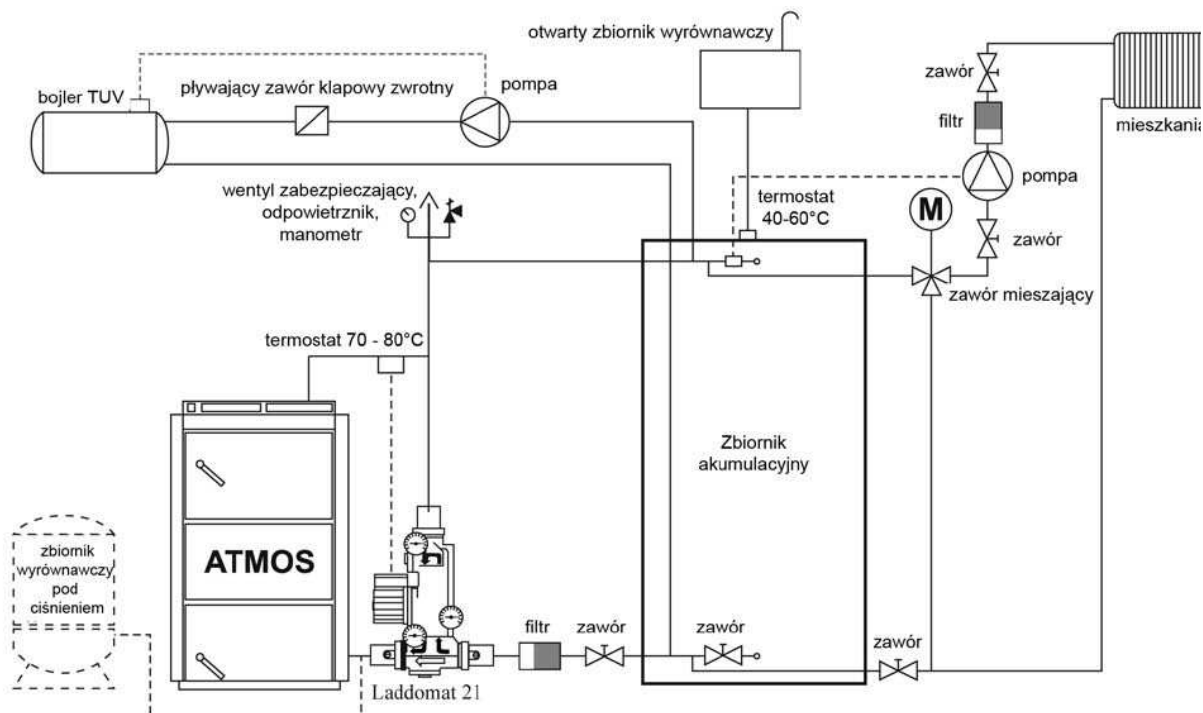 otwarty zbiornik wyrównawczy
zawór
bojler TUV
pływający zawór klapowy zwrotny
pompa
filtr
mieszkania
wentyl zabezpieczający,
odpowietrznik,
manometr
termostat
40-60°C
pompa
M
zawór
zawór mieszający
termostat 70 - 80°C
Zbiornik
akumulacyjny
ATMOS
zbiornik
wyrównawczy
pod
ciśnieniem
filtr
zawór
zawór
zawór
Laddomat 21